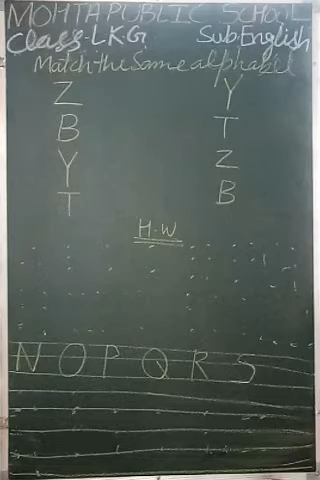 MOHTA PUBLIC SCHOOL
Class-LKG Sub:English
Match the Same alphabet
Z Y
B T
Y Z
T B
H.W
N O P Q R S